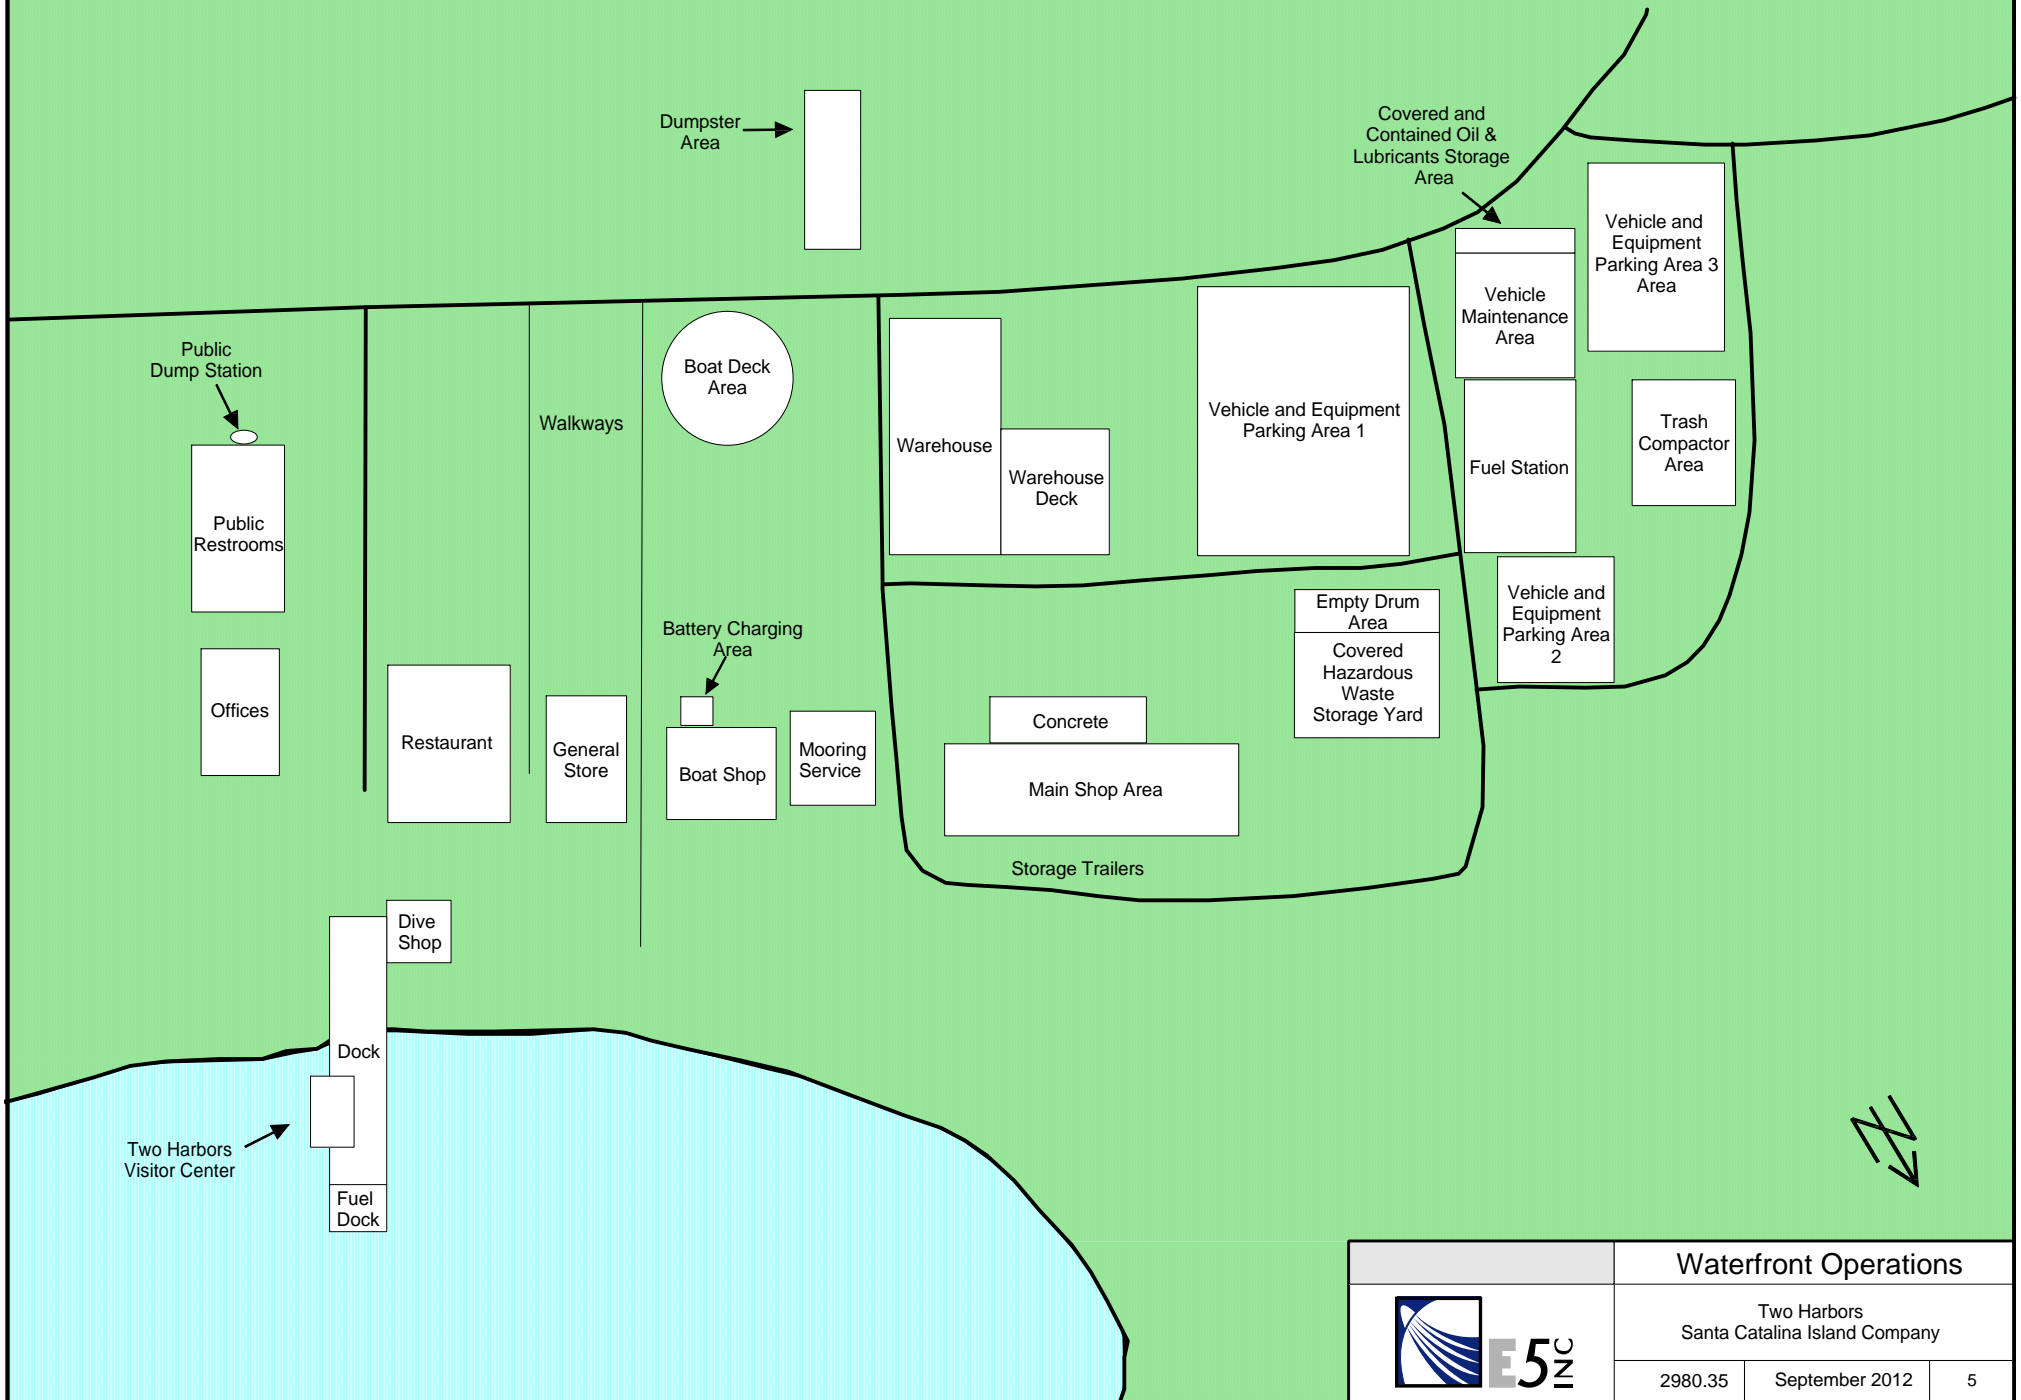 Dumpster
Area
Covered and
Contained Oil &
Lubricants Storage
Area
Vehicle and
Equipment
Parking Area 3
Area
Vehicle
Maintenance
Area
Public
Dump Station
Boat Deck
Area
Walkways
Warehouse
Warehouse
Deck
Vehicle and Equipment
Parking Area 1
Fuel Station
Trash
Compactor
Area
Public
Restrooms
Vehicle and
Equipment
Parking Area
2
Empty Drum
Area
Covered
Hazardous
Waste
Storage Yard
Battery Charging
Area
Offices
Restaurant
General
Store
Boat Shop
Mooring
Service
Concrete
Main Shop Area
Storage Trailers
Dive
Shop
Dock
Two Harbors
Visitor Center
Fuel
Dock
N
Waterfront Operations
Two Harbors
Santa Catalina Island Company
E5 INC
2980.35
September 2012
5